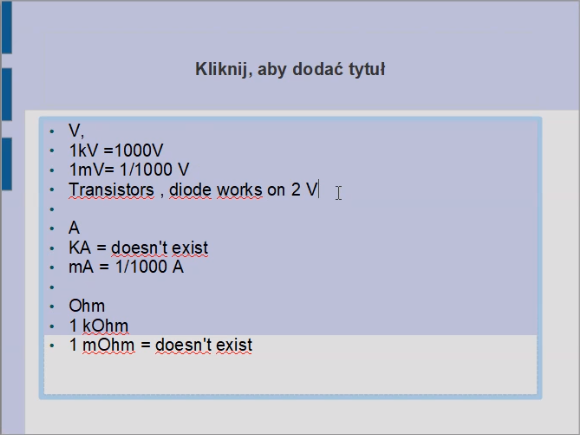 Kliknij, aby dodać tytuł
V,
1kV =1000V
1mV= 1/1000 V
Transistors , diode works on 2 V
A
KA = doesn't exist
mA = 1/1000 A
Ohm
1 kOhm
1 mOhm = doesn't exist